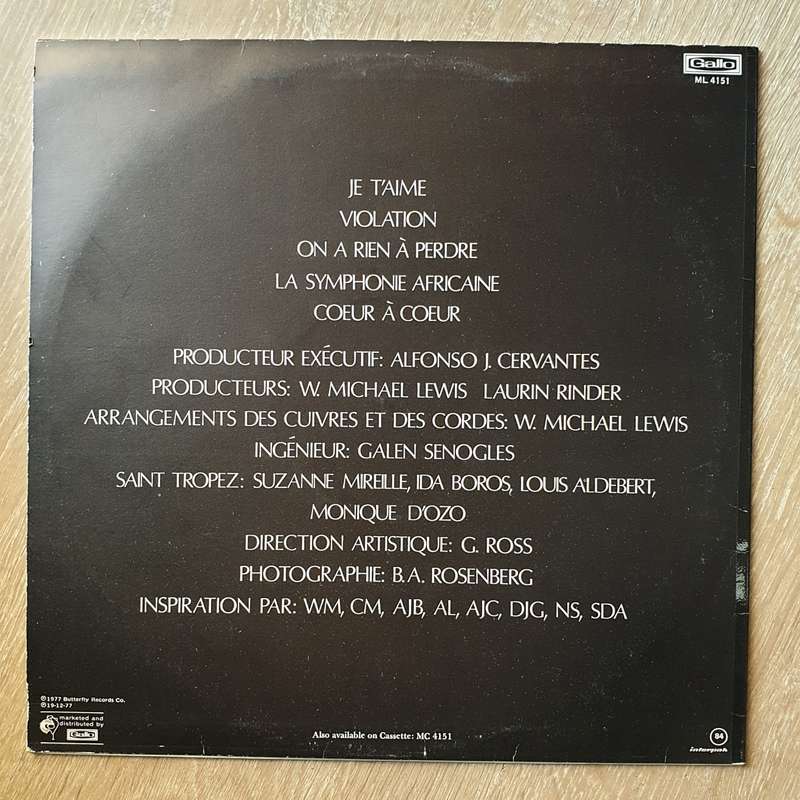 Gallo
ML 4151
JE T'AIME
VIOLATION
ON A RIEN À PERDRE
LA SYMPHONIE AFRICAINE
COEUR À COEUR
PRODUCTEUR EXÉCUTIF: ALFONSO J. CERVANTES
PRODUCTEURS: W. MICHAEL LEWIS LAURIN RINDER
ARRANGEMENTS DES CUIVRES ET DES CORDES: W. MICHAEL LEWIS
INGÉNIEUR: GALEN SENOGLES
SAINT TROPEZ: SUZANNE MIREILLE, IDA BOROS, LOUIS A'LDEBERT,
MONIQUE D'OZO
DIRECTION ARTISTIQUE: G. ROSS
PHOTOGRAPHIE: B.A. ROSENBERG
INSPIRATION PAR: WM, CM, AJB, AL, AJC, DJG, NS, SDA
℗1977 Butterfly Records Co.
℗19-12-77
marketed and
distributed by
Gallo
Also available on Cassette: MC 4151
84
interpak